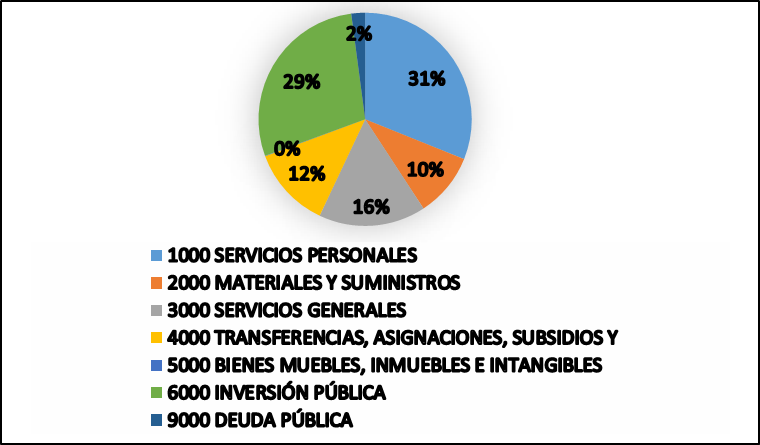 2%
31%
29%
0%
10%
12%
16%
1000 SERVICIOS PERSONALES
2000 MATERIALES Y SUMINISTROS
3000 SERVICIOS GENERALES
4000 TRANSFERENCIAS, ASIGNACIONES, SUBSIDIOS Y
5000 BIENES MUEBLES, INMUEBLES E INTANGIBLES
6000 INVERSIÓN PÚBLICA
9000 DEUDA PÚBLICA